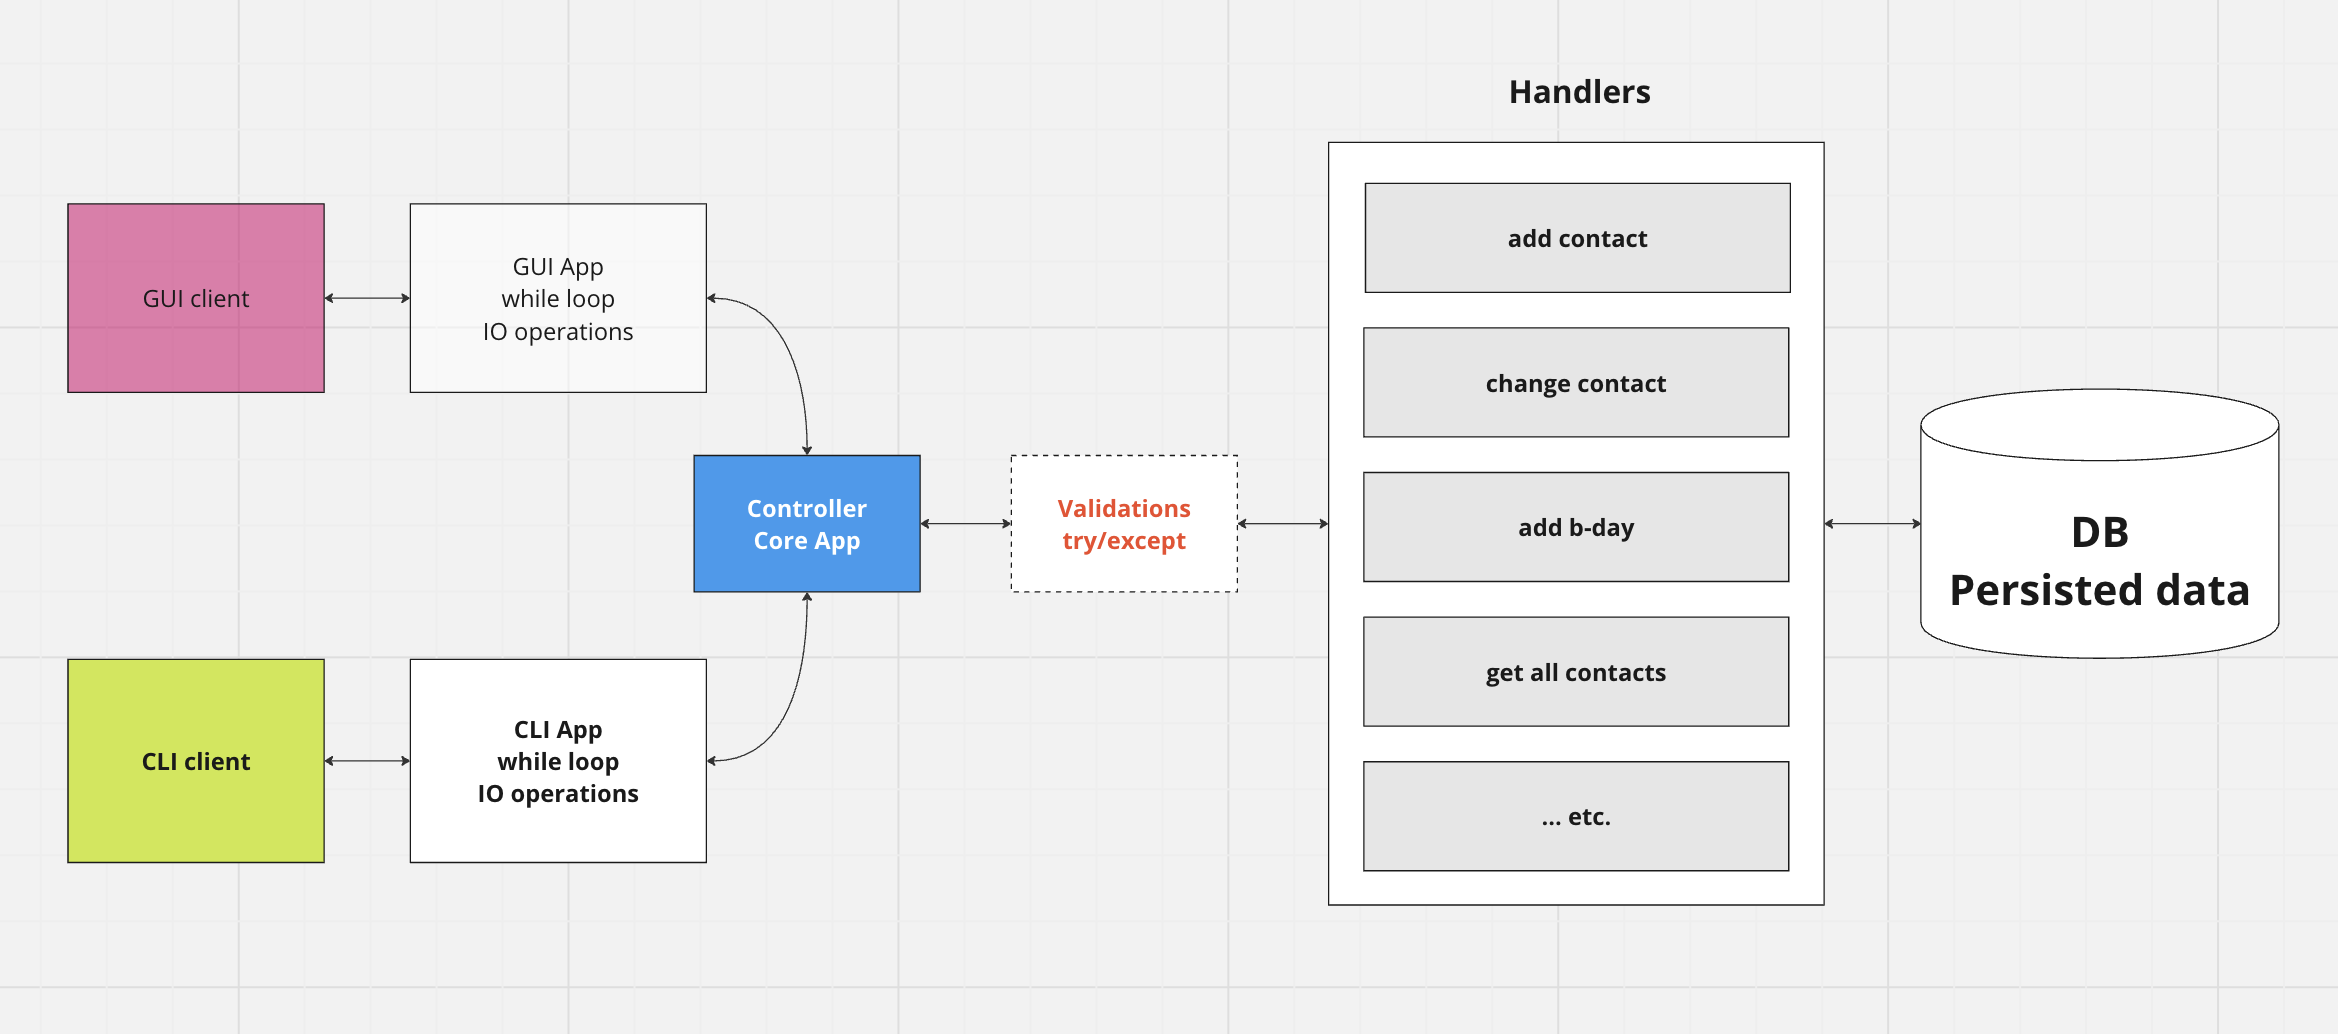 Handlers
GUI client
GUI App
while loop
IO operations
Controller
Core App
Validations
try/except
CLI client
CLI App
while loop
IO operations
add contact
change contact
add b-day
get all contacts
... etc.
DB
Persisted data